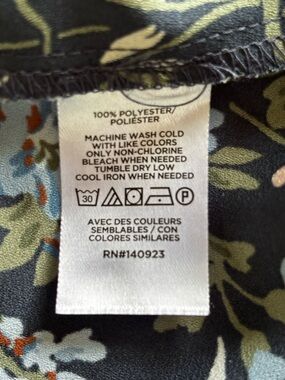 100% POLYESTER/
POLIÉSTER
MACHINE WASH COLD
WITH LIKE COLORS
ONLY NON-CHLORINE
BLEACH WHEN NEEDED
TUMBLE DRY LOW
COOL IRON WHEN NEEDED
30 P
AVEC DES COULEURS
SEMBLABLES / CON
COLORES SIMILARES
RN#140923